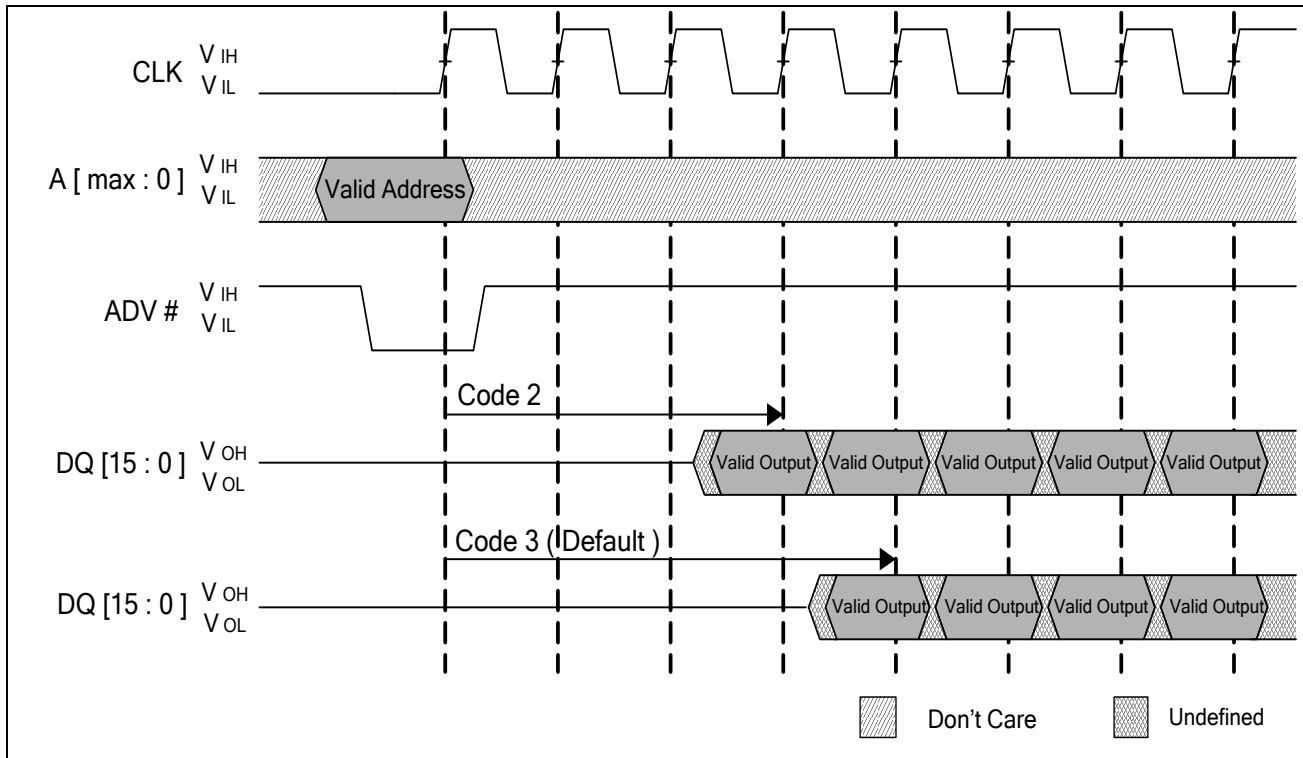 CLK V IH
V IL
A [ max : 0 ] V IH
V IL
Valid Address
ADV # V IH
V IL
Code 2
DQ [15 : 0 ] V OH
V OL
Valid Output Valid Output Valid Output Valid Output Valid Output
Code 3 ( Default )
DQ [15 : 0 ] V OH
V OL
Valid Output Valid Output Valid Output Valid Output
Don't Care Undefined